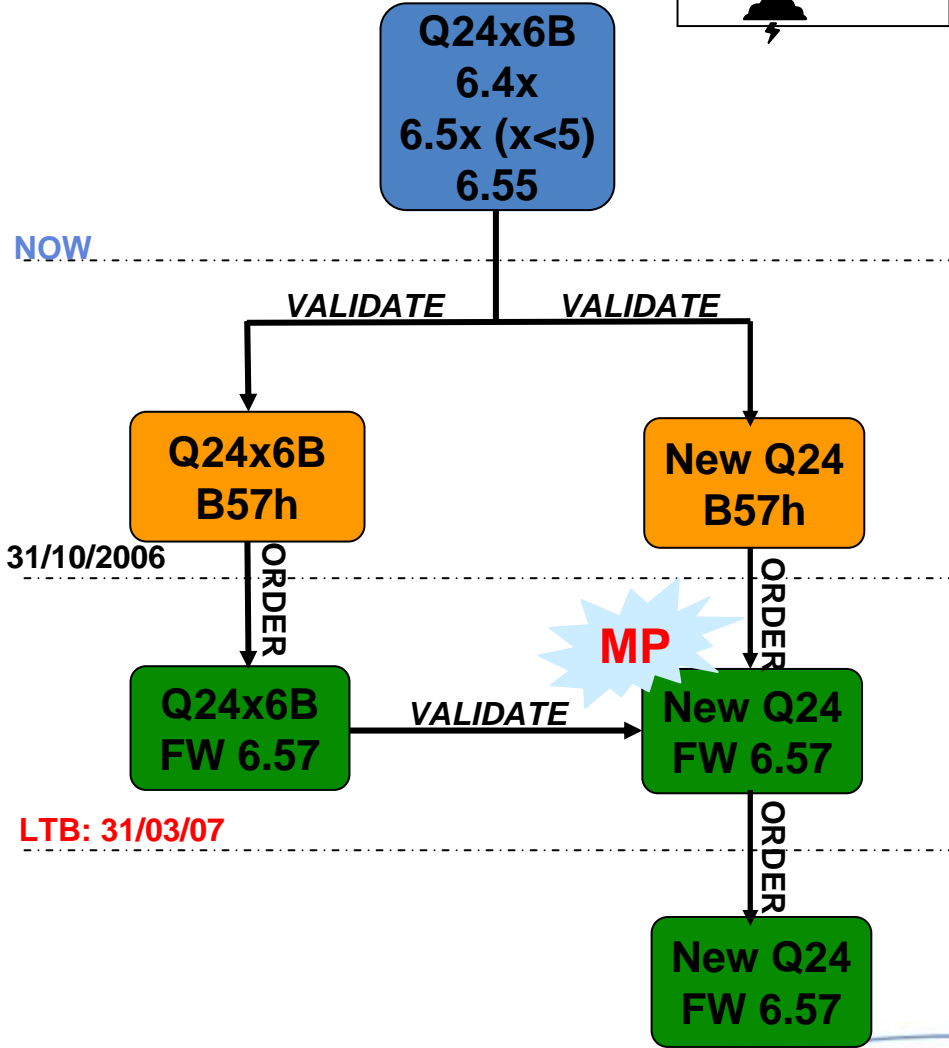 Q24x6B
6.4x
6.5x (x<5)
6.55
NOW
VALIDATE
VALIDATE
Q24x6B
B57h
New Q24
B57h
31/10/2006
ORDER
ORDER
MP
Q24x6B
FW 6.57
VALIDATE
New Q24
FW 6.57
LTB: 31/03/07
ORDER
New Q24
FW 6.57